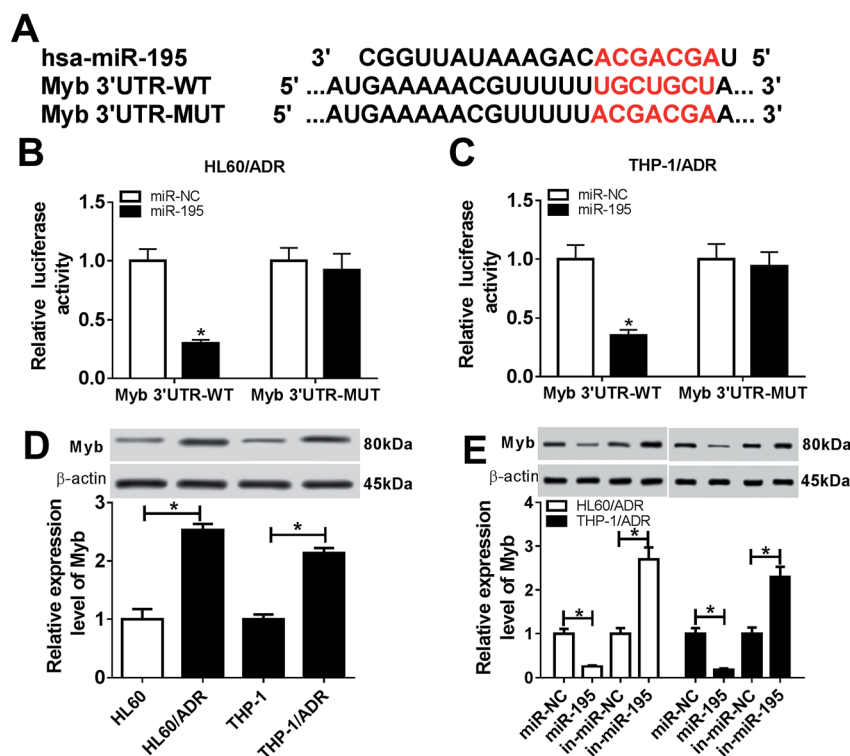 A
hsa-miR-195 3' CGGUUAUAAAGACACGACGAU 5'
Myb 3'UTR-WT 5' ...AUGAAAAACGUUUUUUGCUGCUA... 3'
Myb 3'UTR-MUT 5' ...AUGAAAAACGUUUUUACGACGAA... 3'
B
HL60/ADR
miR-NC
miR-195
Relative luciferase
activity
1.5
1.0
0.5
0.0
*
Myb 3'UTR-WT Myb 3'UTR-MUT
C
THP-1/ADR
miR-NC
miR-195
Relative luciferase
activity
1.5
1.0
0.5
0.0
*
Myb 3'UTR-WT Myb 3'UTR-MUT
D
Myb 80kDa
β-actin 45kDa
Relative expression
level of Myb
3
2
1
0
* *
HL60 HL60/ADR THP-1 THP-1/ADR
E
Myb 80kDa
β-actin 45kDa
HL60/ADR
THP-1/ADR
Relative expression
level of Myb
4
3
2
1
0
* * * *
miR-NC miR-195 in-miR-NC in-miR-195 miR-NC miR-195 in-miR-NC in-miR-195